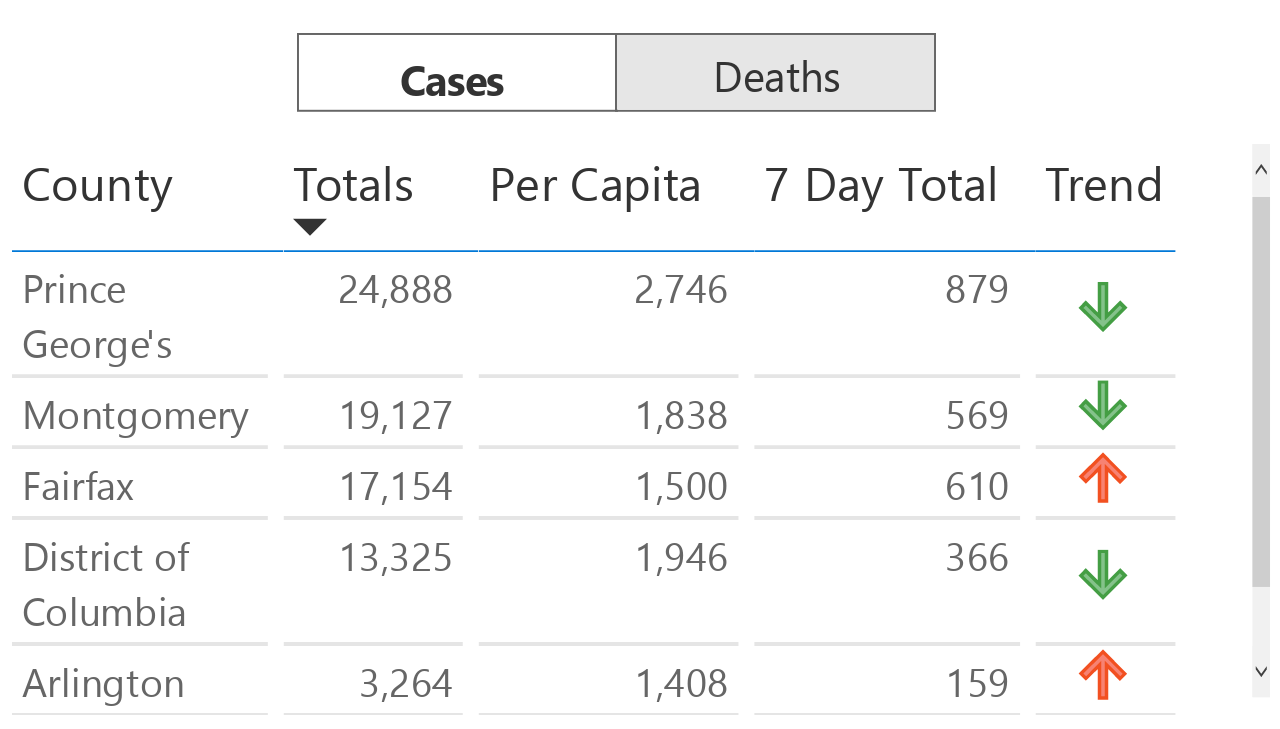 Cases Deaths
County Totals Per Capita 7 Day Total Trend
Prince 24,888 2,746 879
George's
Montgomery 19,127 1,838 569
Fairfax 17,154 1,500 610
District of 13,325 1,946 366
Columbia
Arlington 3,264 1,408 159